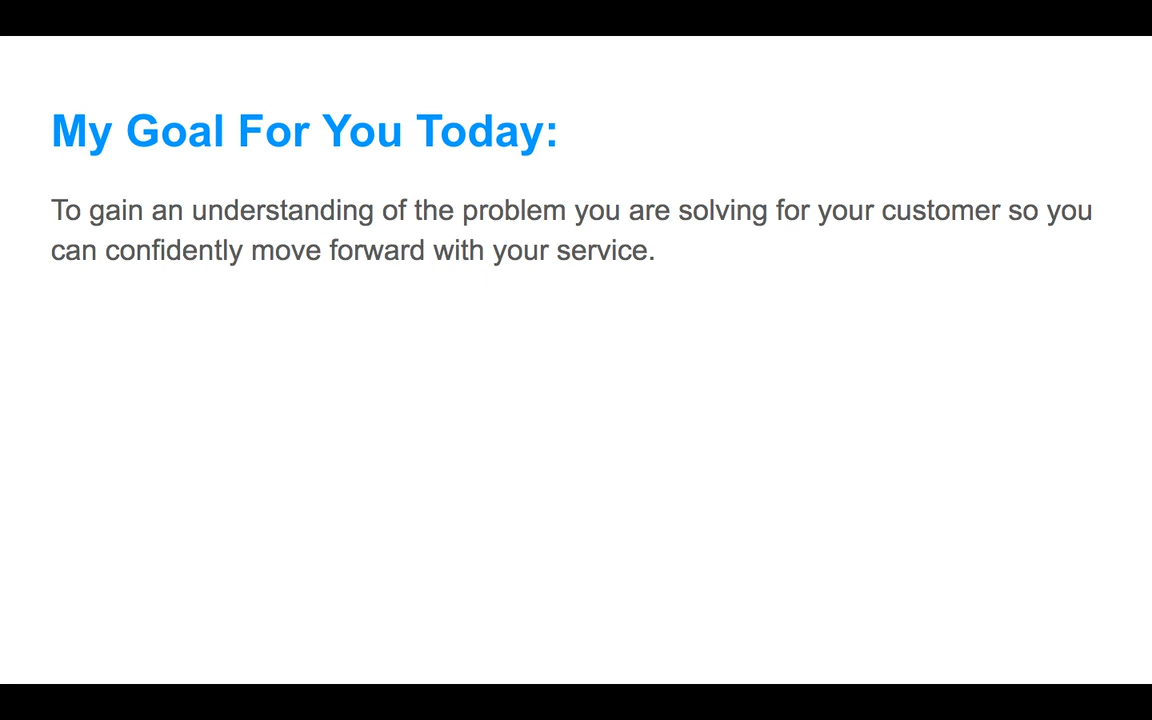 My Goal For You Today:
To gain an understanding of the problem you are solving for your customer so you
can confidently move forward with your service.